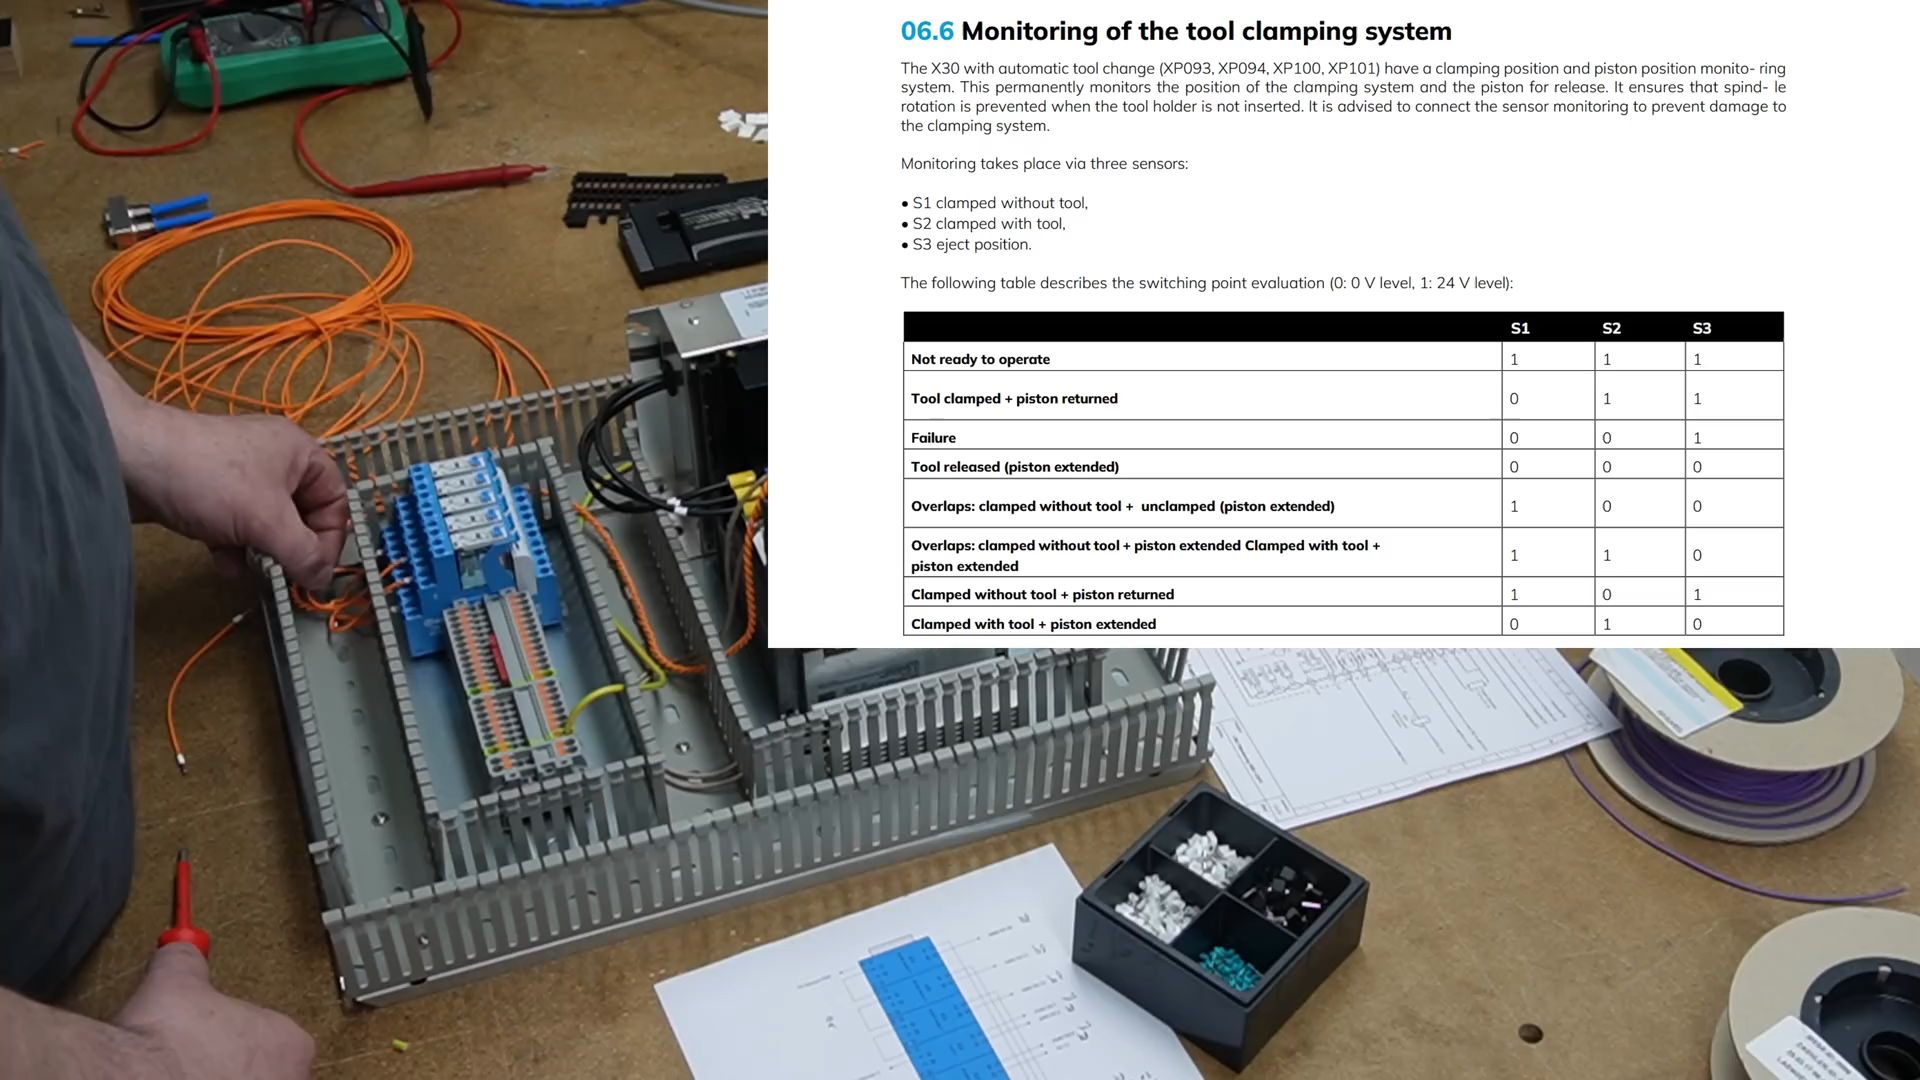 06.6 Monitoring of the tool clamping system
The X30 with automatic tool change (XP093, XP094, XP100, XP101) have a clamping position and piston position monito- ring
system. This permanently monitors the position of the clamping system and the piston for release. It ensures that spind- le
rotation is prevented when the tool holder is not inserted. It is advised to connect the sensor monitoring to prevent damage to
the clamping system.
Monitoring takes place via three sensors:
• S1 clamped without tool,
• S2 clamped with tool,
• S3 eject position.
The following table describes the switching point evaluation (0: 0 V level, 1: 24 V level):
S1 S2 S3
Not ready to operate 1 1 1
Tool clamped + piston returned 0 1 1
Failure 0 0 1
Tool released (piston extended) 0 0 0
Overlaps: clamped without tool + unclamped (piston extended) 1 0 0
Overlaps: clamped without tool + piston extended Clamped with tool +
piston extended 1 1 0
Clamped without tool + piston returned 1 0 1
Clamped with tool + piston extended 0 1 0